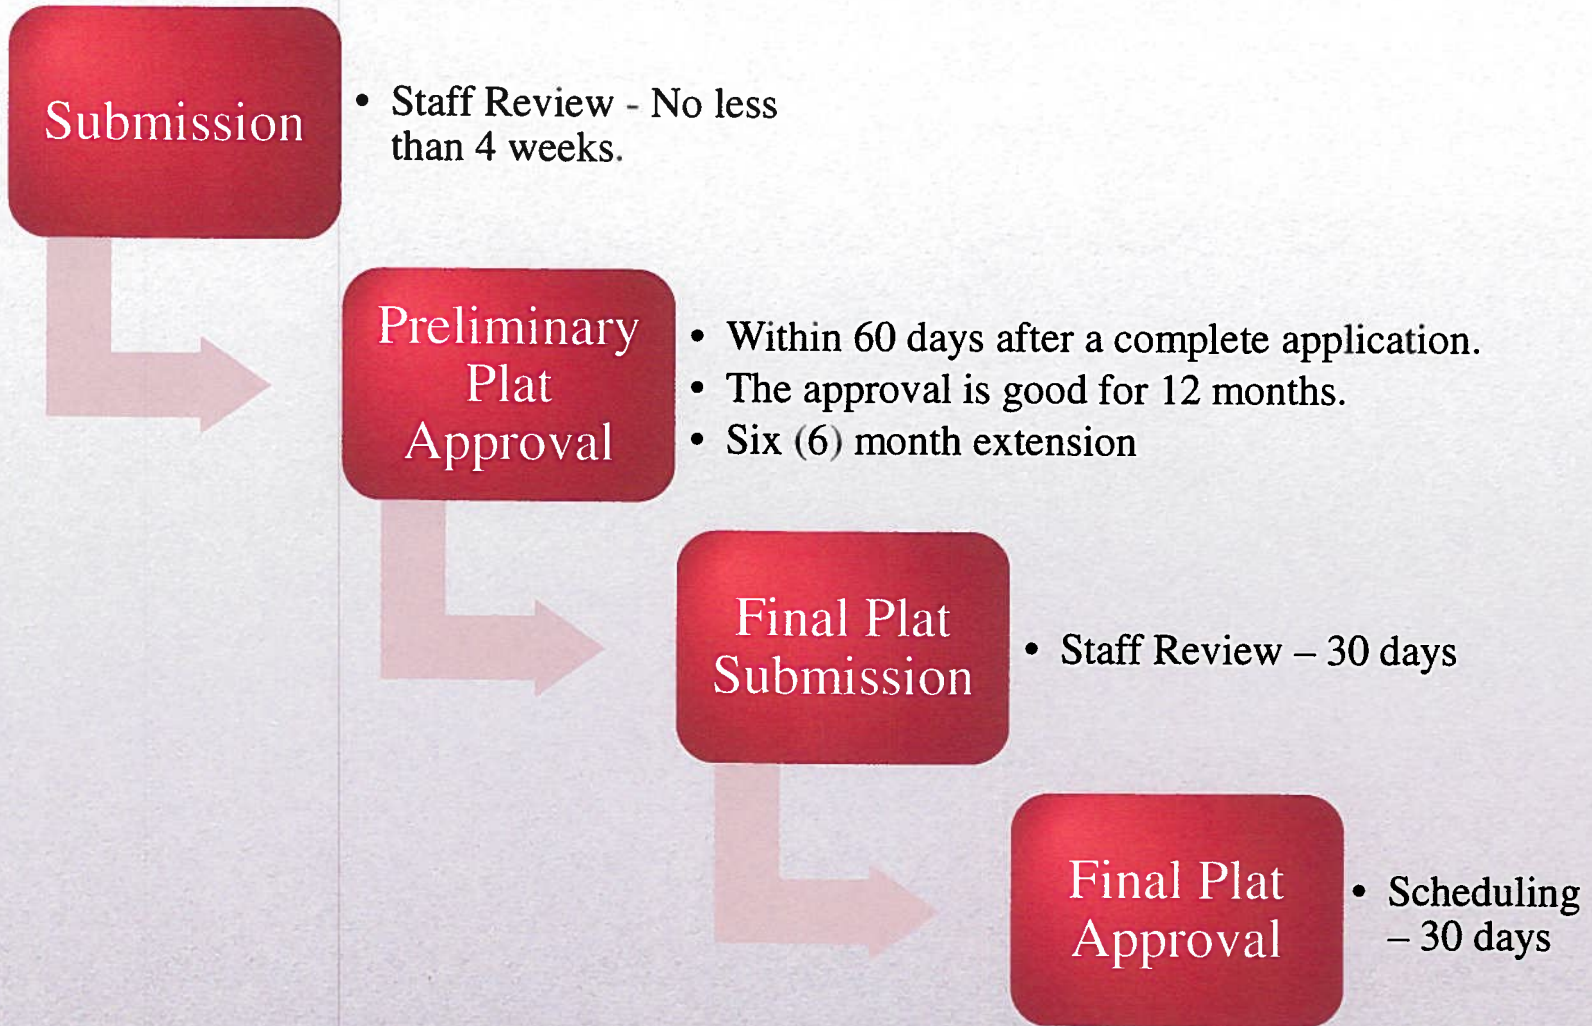 Submission
• Staff Review - No less
than 4 weeks.
Preliminary
Plat
Approval
• Within 60 days after a complete application.
• The approval is good for 12 months.
• Six (6) month extension
Final Plat
Submission
• Staff Review – 30 days
Final Plat
Approval
• Scheduling
– 30 days